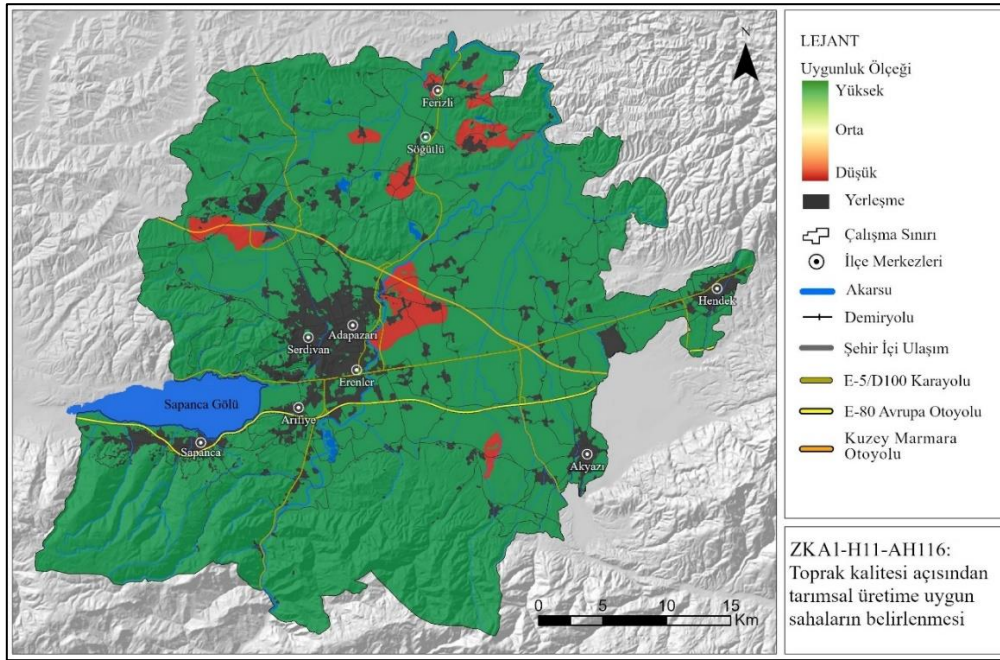 Ferizli
Söğütlü
Hendek
Adapazarı
Serdivan
Erenler
Sapanca Gölü
Arifiye
Sapanca
Akyazı
N
0 5 10 15
Km
LEJANT
Uygunluk Ölçeği
Yüksek
Orta
Düşük
Yerleşme
Çalışma Sınırı
İlçe Merkezleri
Akarsu
Demiryolu
Şehir İçi Ulaşım
E-5/D100 Karayolu
E-80 Avrupa Otoyolu
Kuzey Marmara
Otoyolu
ZKA1-H11-AH116:
Toprak kalitesi açısından
tarımsal üretime uygun
sahaların belirlenmesi